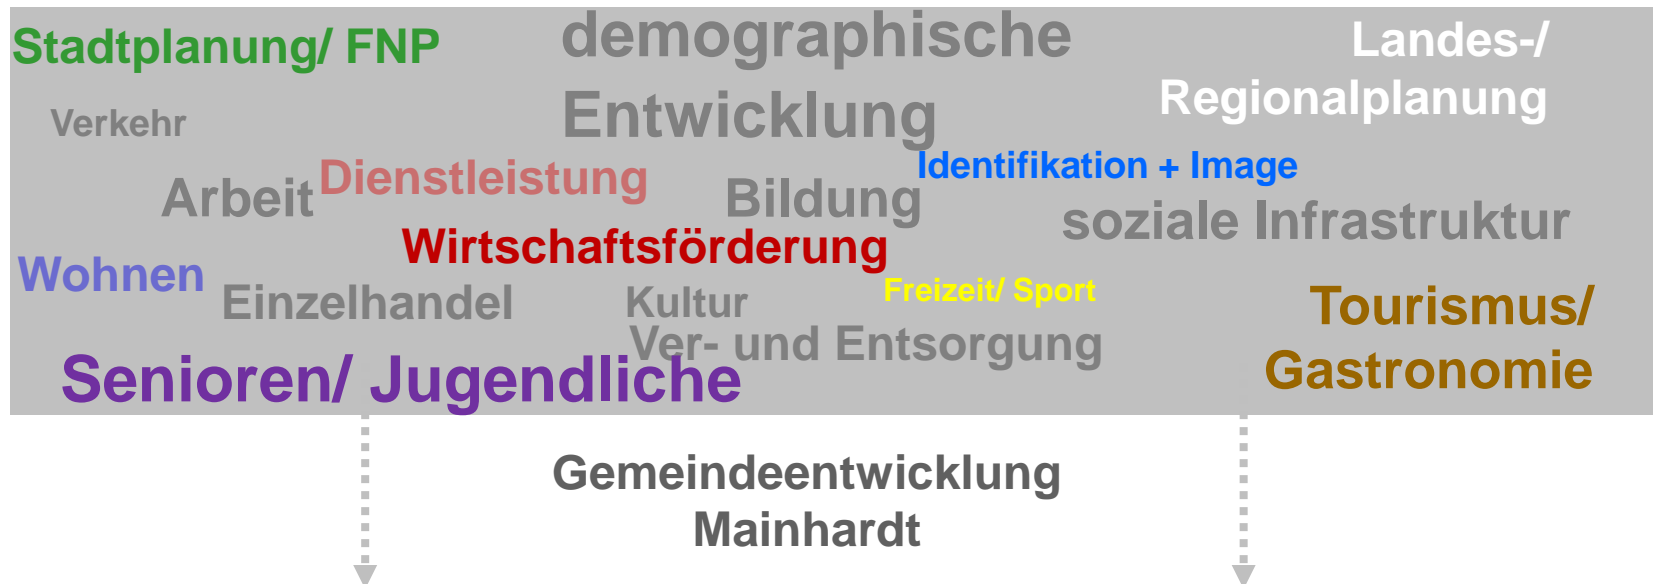 Stadtplanung/ FNP
demographische
Entwicklung
Landes-/
Regionalplanung
Verkehr
Identifikation + Image
Arbeit
Dienstleistung
Bildung
soziale Infrastruktur
Wirtschaftsförderung
Wohnen
Einzelhandel
Kultur
Freizeit/ Sport
Tourismus/
Gastronomie
Ver- und Entsorgung
Senioren/ Jugendliche
Gemeindeentwicklung
Mainhardt